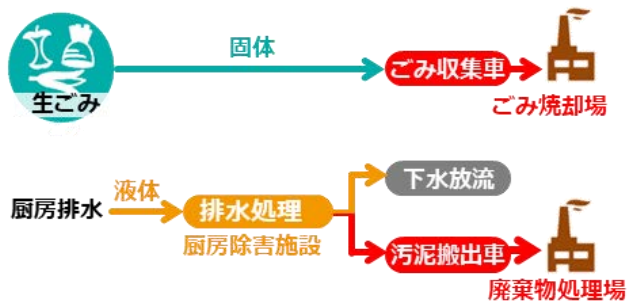 固体
生ごみ
ごみ収集車
ごみ焼却場
厨房排水
液体
排水処理
厨房除害施設
下水放流
汚泥搬出車
廃棄物処理場